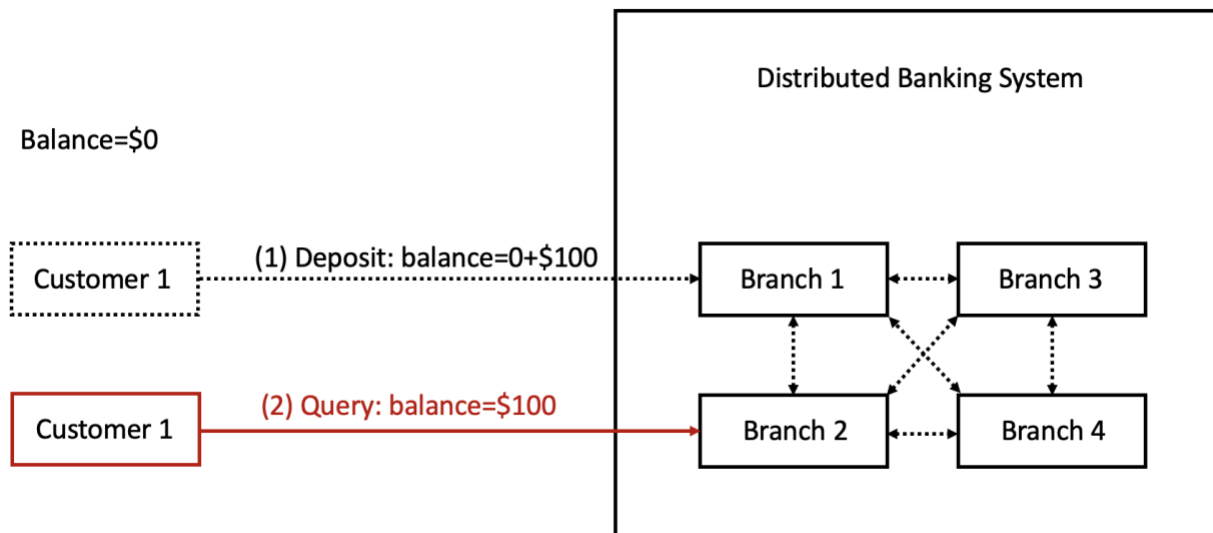 Distributed Banking System
Balance=$0
(1) Deposit: balance=0+$100
Customer 1
Branch 1
Branch 3
(2) Query: balance=$100
Customer 1
Branch 2
Branch 4